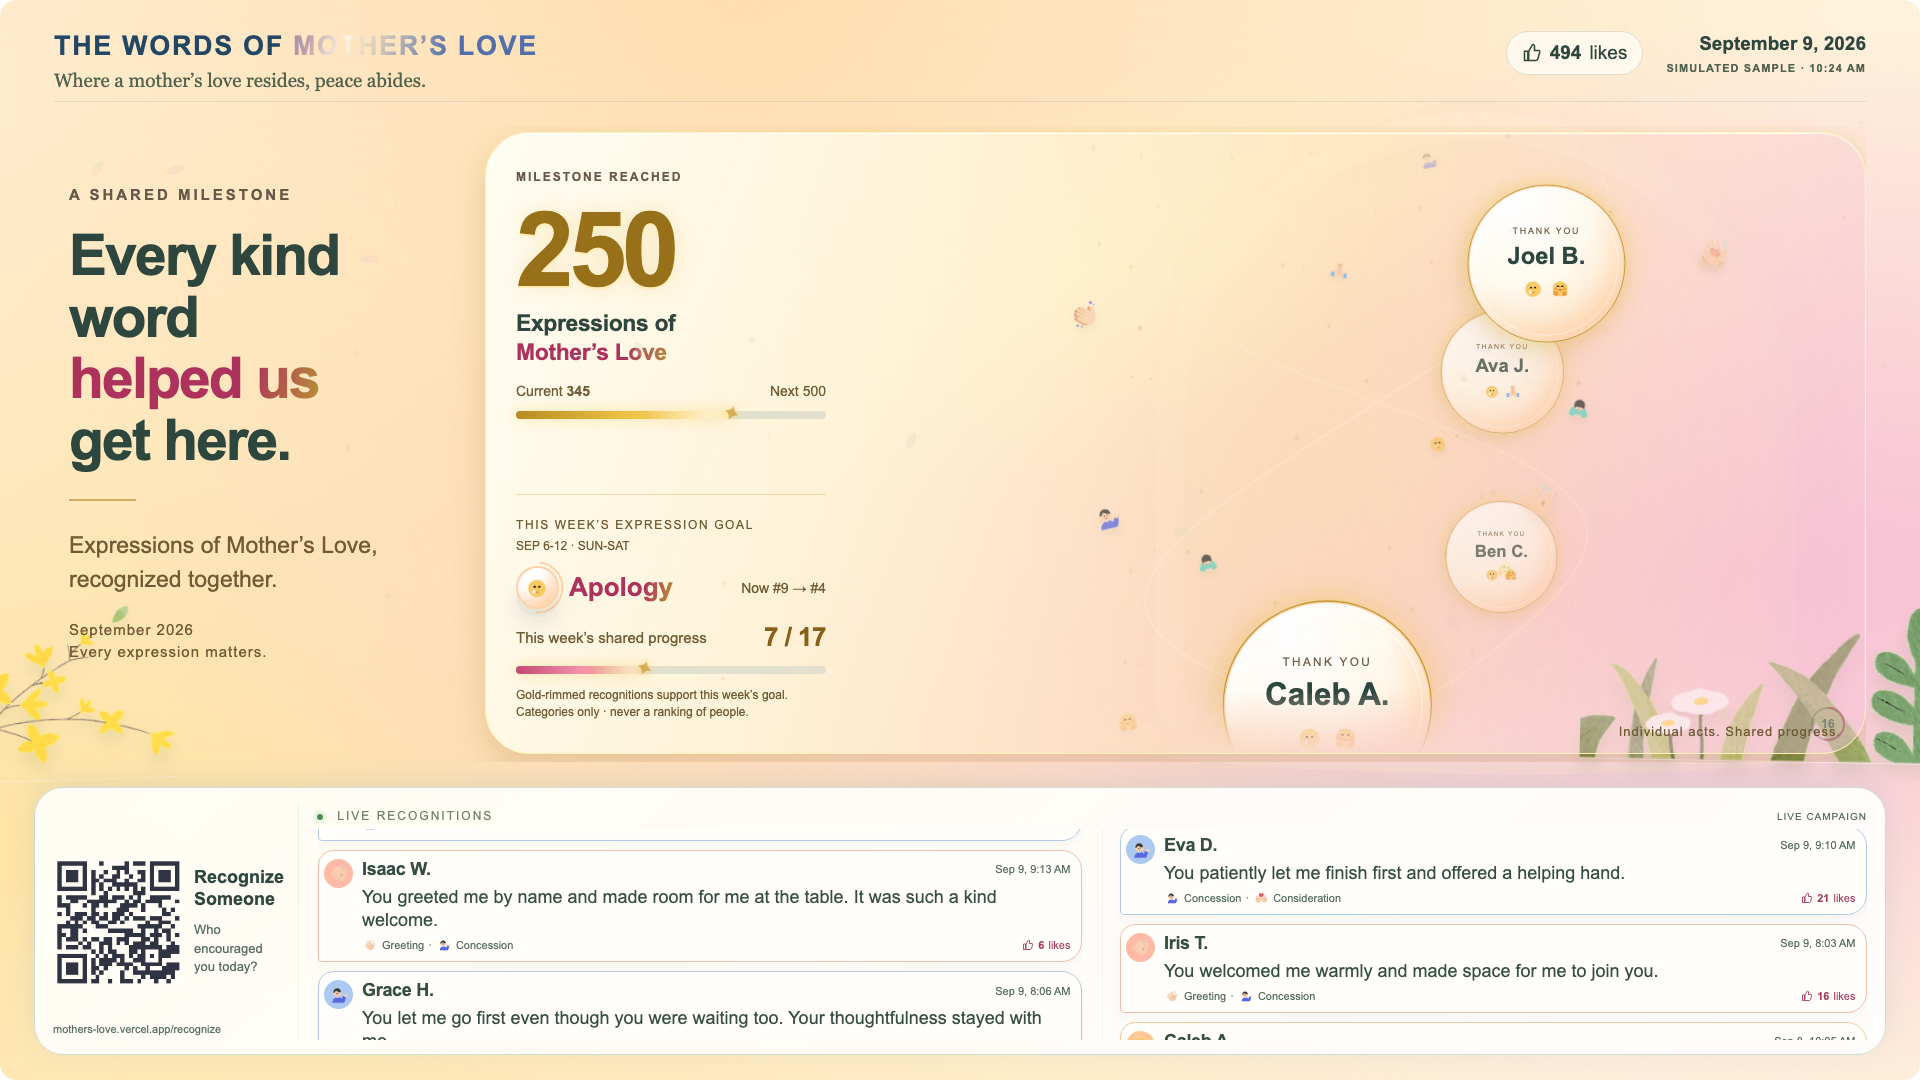 THE WORDS OF MOTHER'S LOVE
Where a mother's love resides, peace abides.
494 likes
September 9, 2026
SIMULATED SAMPLE · 10:24 AM
A SHARED MILESTONE
Every kind
word
helped us
get here.
Expressions of Mother's Love,
recognized together.
September 2026
Every expression matters.
MILESTONE REACHED
250
Expressions of
Mother's Love
Current 345
Next 500
THIS WEEK'S EXPRESSION GOAL
SEP 6-12 · SUN-SAT
Apology
Now #9 → #4
This week's shared progress
7 / 17
Gold-rimmed recognitions support this week's goal.
Categories only · never a ranking of people.
THANK YOU
Joel B.
THANK YOU
Ava J.
THANK YOU
Ben C.
THANK YOU
Caleb A.
16
Individual acts. Shared progress.
Recognize
Someone
Who
encouraged
you today?
mothers-love.vercel.app/recognize
LIVE RECOGNITIONS
Isaac W.
Sep 9, 9:13 AM
You greeted me by name and made room for me at the table. It was such a kind
welcome.
Greeting · Concession
6 likes
Grace H.
Sep 9, 8:06 AM
You let me go first even though you were waiting too. Your thoughtfulness stayed with
me.
LIVE CAMPAIGN
Eva D.
Sep 9, 9:10 AM
You patiently let me finish first and offered a helping hand.
Concession · Consideration
21 likes
Iris T.
Sep 9, 8:03 AM
You welcomed me warmly and made space for me to join you.
Greeting · Concession
16 likes
Caleb A.